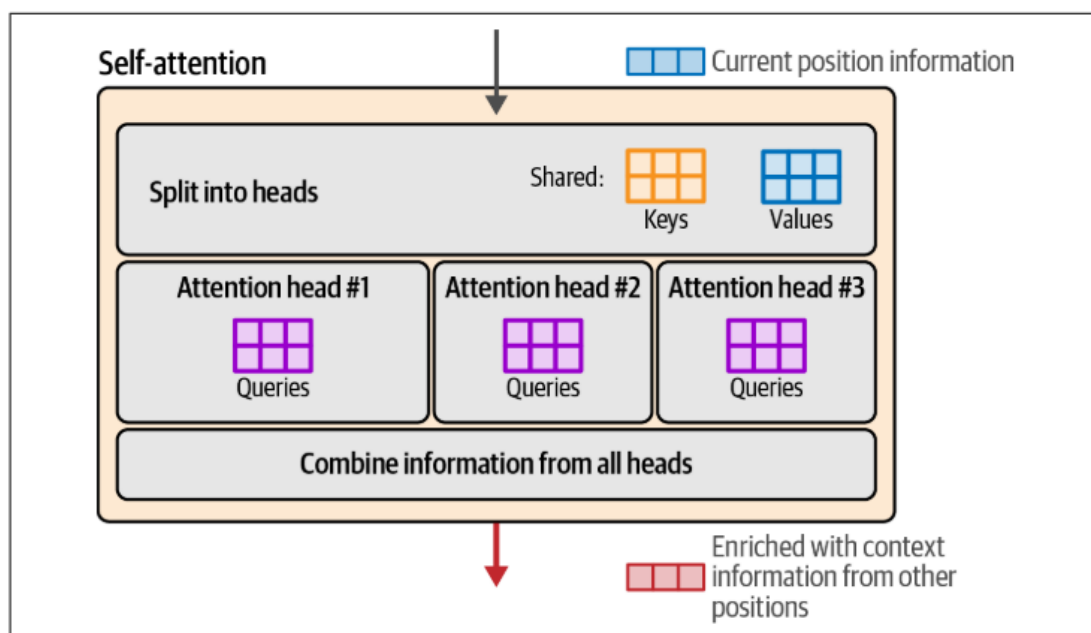 Self-attention
Current position information
Split into heads
Shared:
Keys
Values
Attention head #1
Attention head #2
Attention head #3
Queries
Queries
Queries
Combine information from all heads
Enriched with context
information from other
positions